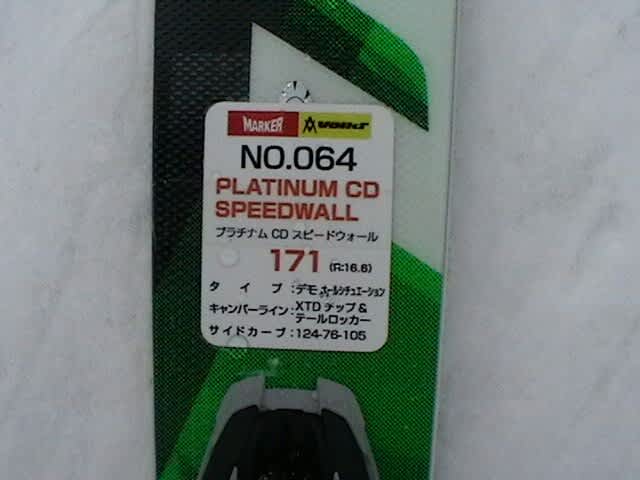 MARKER VÖLKL
NO.064
PLATINUM CD
SPEEDWALL
プラチナム CD スピードウォール
171 (R:16.6)
タイプ:デモ オールシチュエーション
キャンバーライン:XTD チップ &
テールロッカー
サイドカーブ:124-76-105